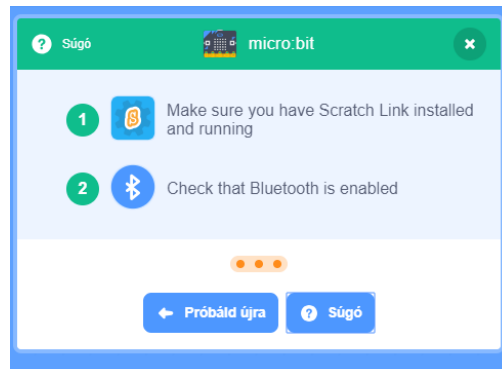 Súgó
micro:bit
1
Make sure you have Scratch Link installed
and running
2
Check that Bluetooth is enabled
Próbáld újra
Súgó